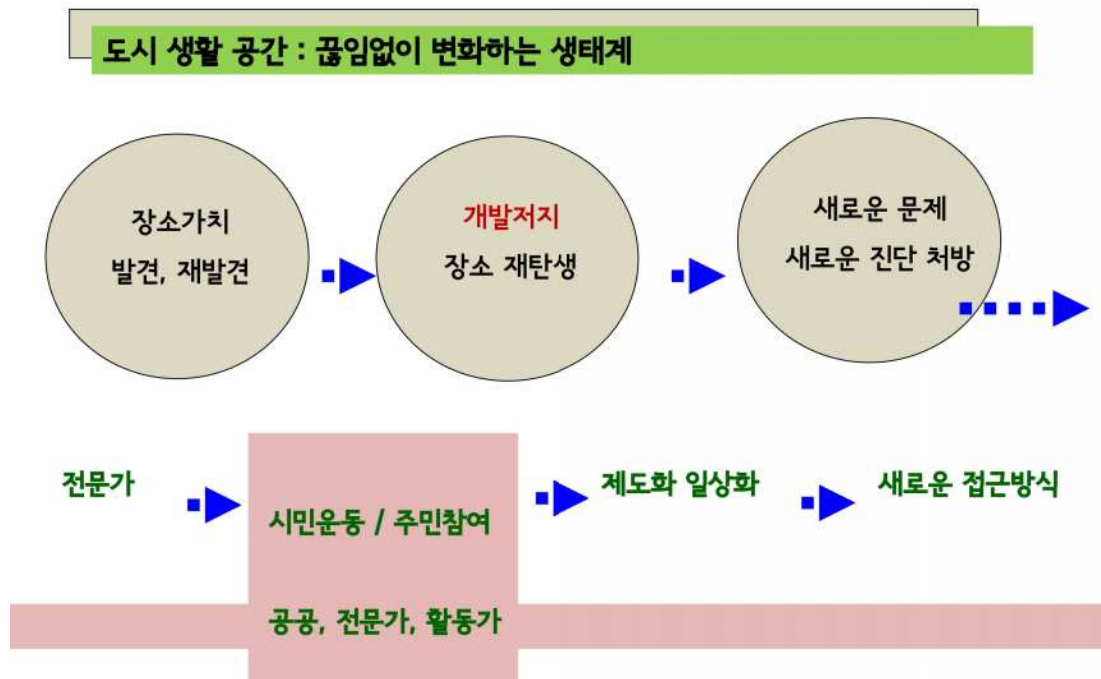 도시 생활 공간 : 끊임없이 변화하는 생태계
장소가치
발견, 재발견
개발저지
장소 재탄생
새로운 문제
새로운 진단 처방
전문가
시민운동 / 주민참여
제도화 일상화
새로운 접근방식
공공, 전문가, 활동가